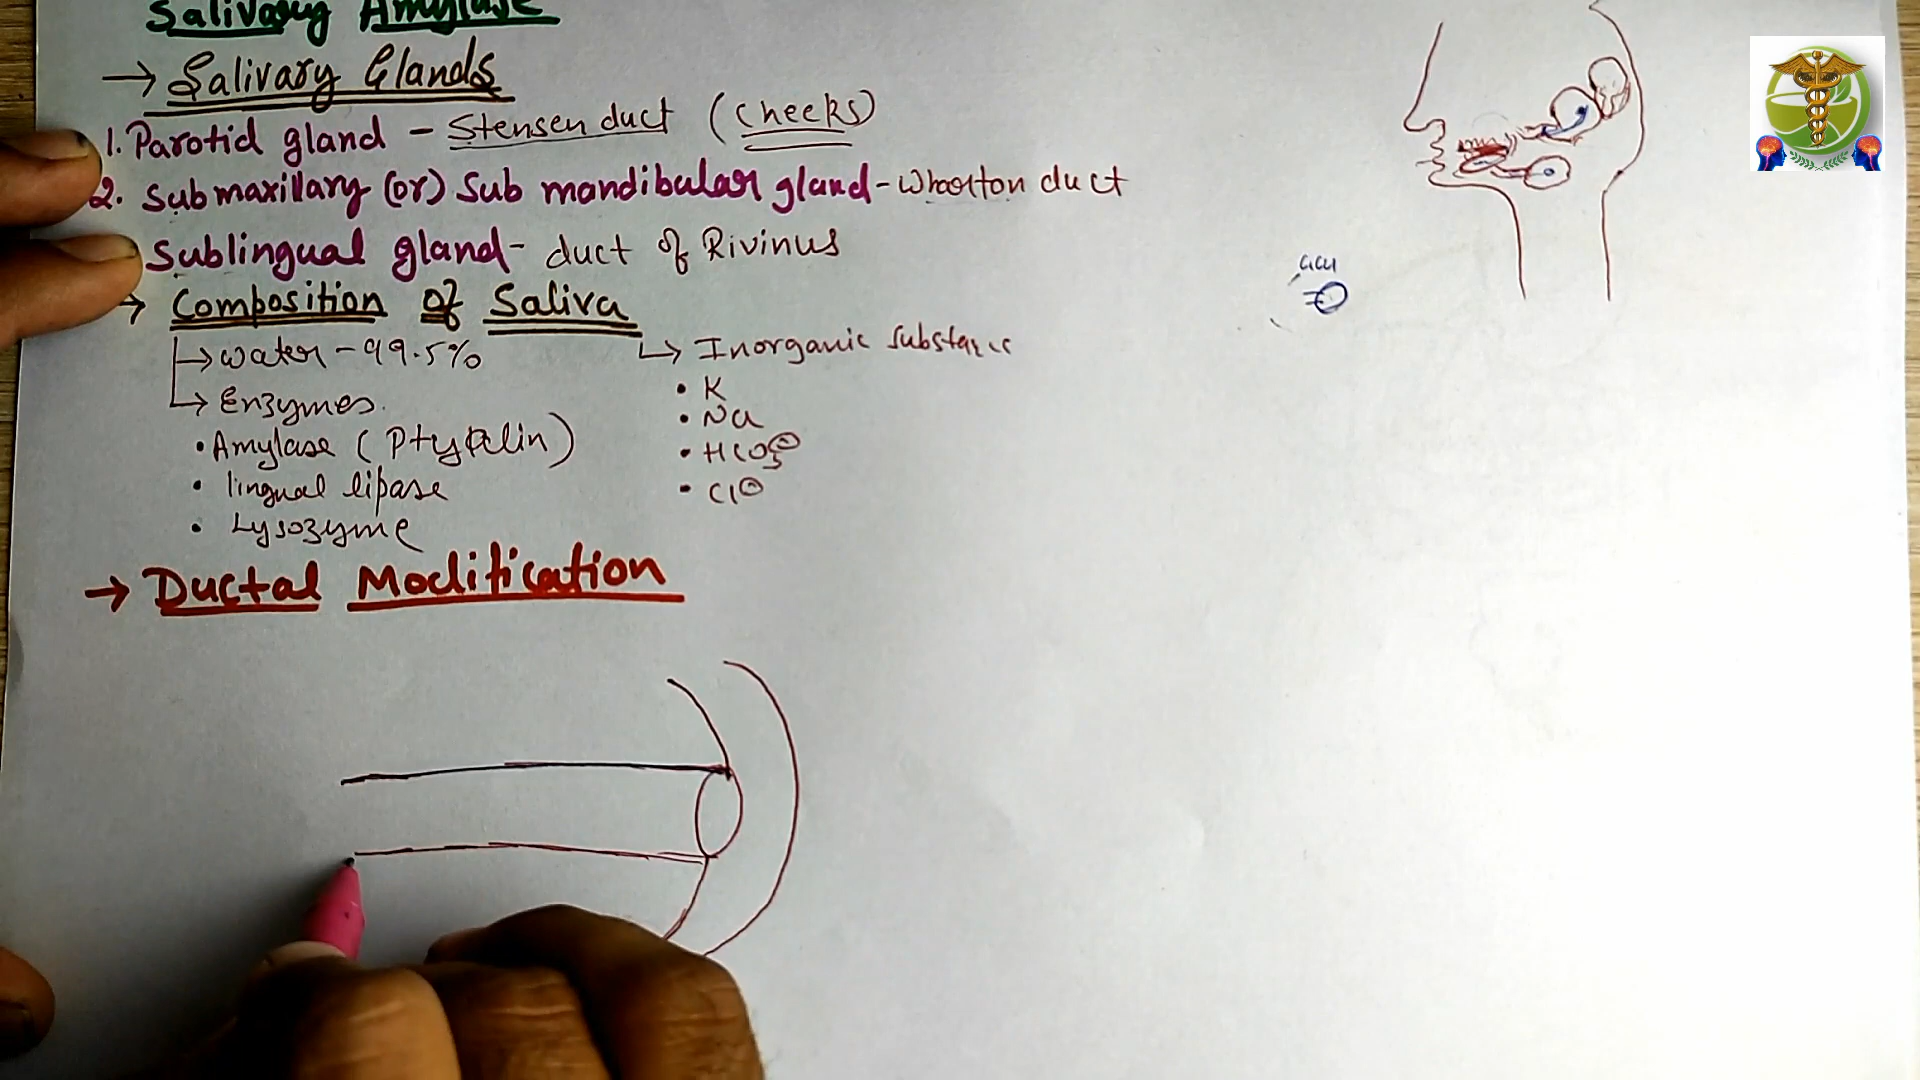 Salivary Amylase
→ Salivary Glands
1. Parotid gland - Stensen duct (cheeks)
2. Submaxillary (or) Sub mandibular gland - Wharton duct
Sublingual gland - duct of Rivinus
→ Composition Of Saliva
→ water - 99.5%
→ Enzymes.
• Amylase (Ptyalin)
• lingual lipase
• Lysozyme
→ Inorganic substance
• K
• Na
• HCO3⊖
• Cl⊖
→ Ductal Modification